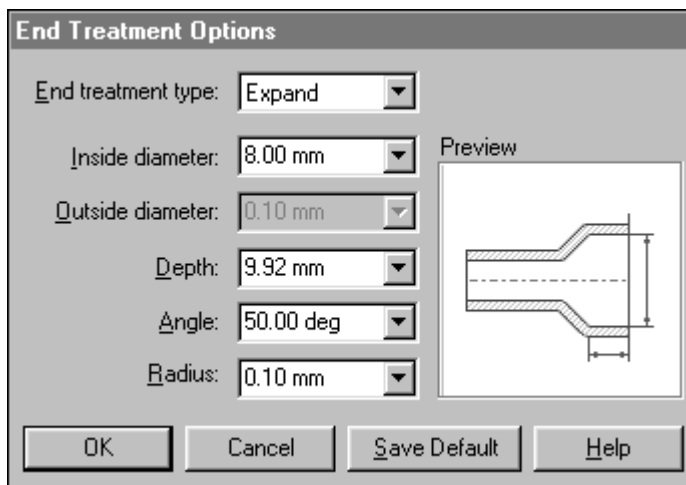 End Treatment Options
End treatment type: Expand
Inside diameter: 8.00 mm
Outside diameter: 0.10 mm
Depth: 9.92 mm
Angle: 50.00 deg
Radius: 0.10 mm
Preview
OK Cancel Save Default Help